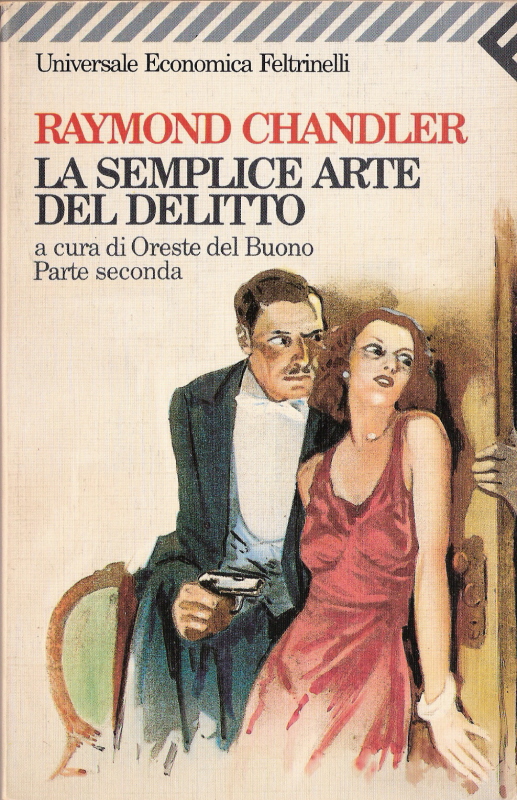 Universale Economica Feltrinelli
RAYMOND CHANDLER
LA SEMPLICE ARTE
DEL DELITTO
a cura di Oreste del Buono
Parte seconda